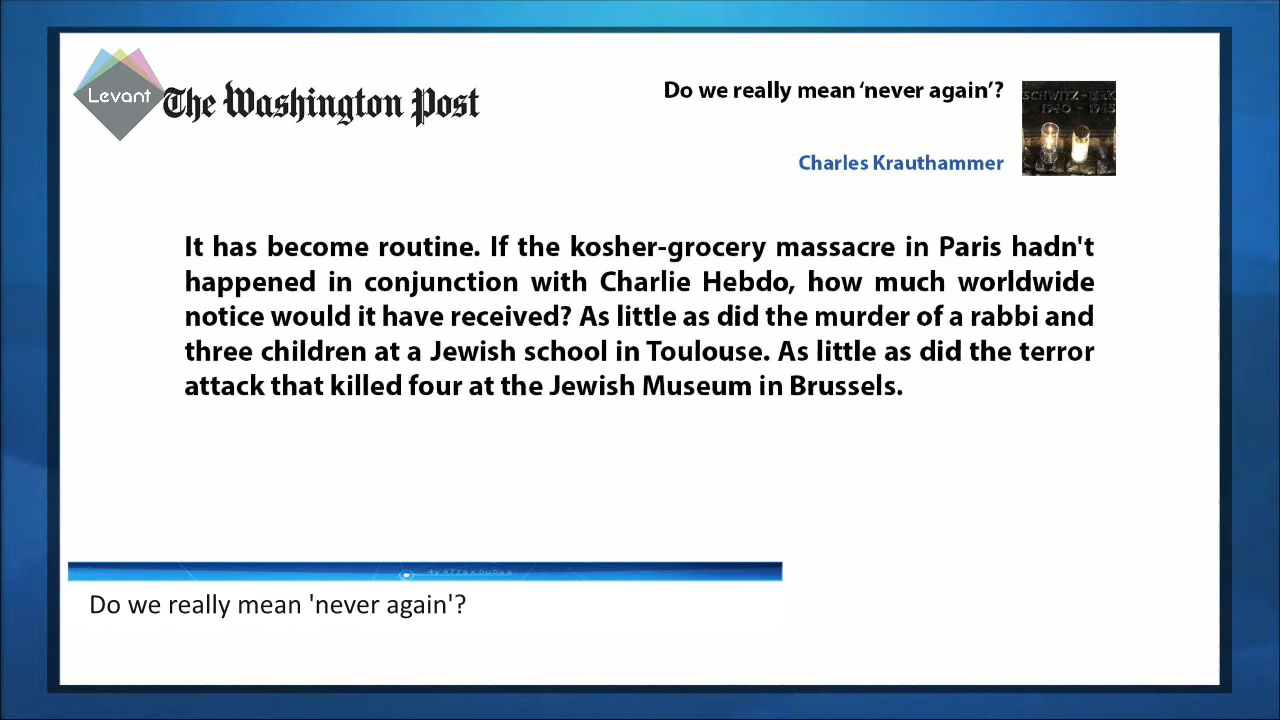 Levant
The Washington Post
Do we really mean ‘never again’?
SCHWITZ - BIRK
1940 - 1945
Charles Krauthammer
It has become routine. If the kosher-grocery massacre in Paris hadn't
happened in conjunction with Charlie Hebdo, how much worldwide
notice would it have received? As little as did the murder of a rabbi and
three children at a Jewish school in Toulouse. As little as did the terror
attack that killed four at the Jewish Museum in Brussels.
Do we really mean 'never again'?